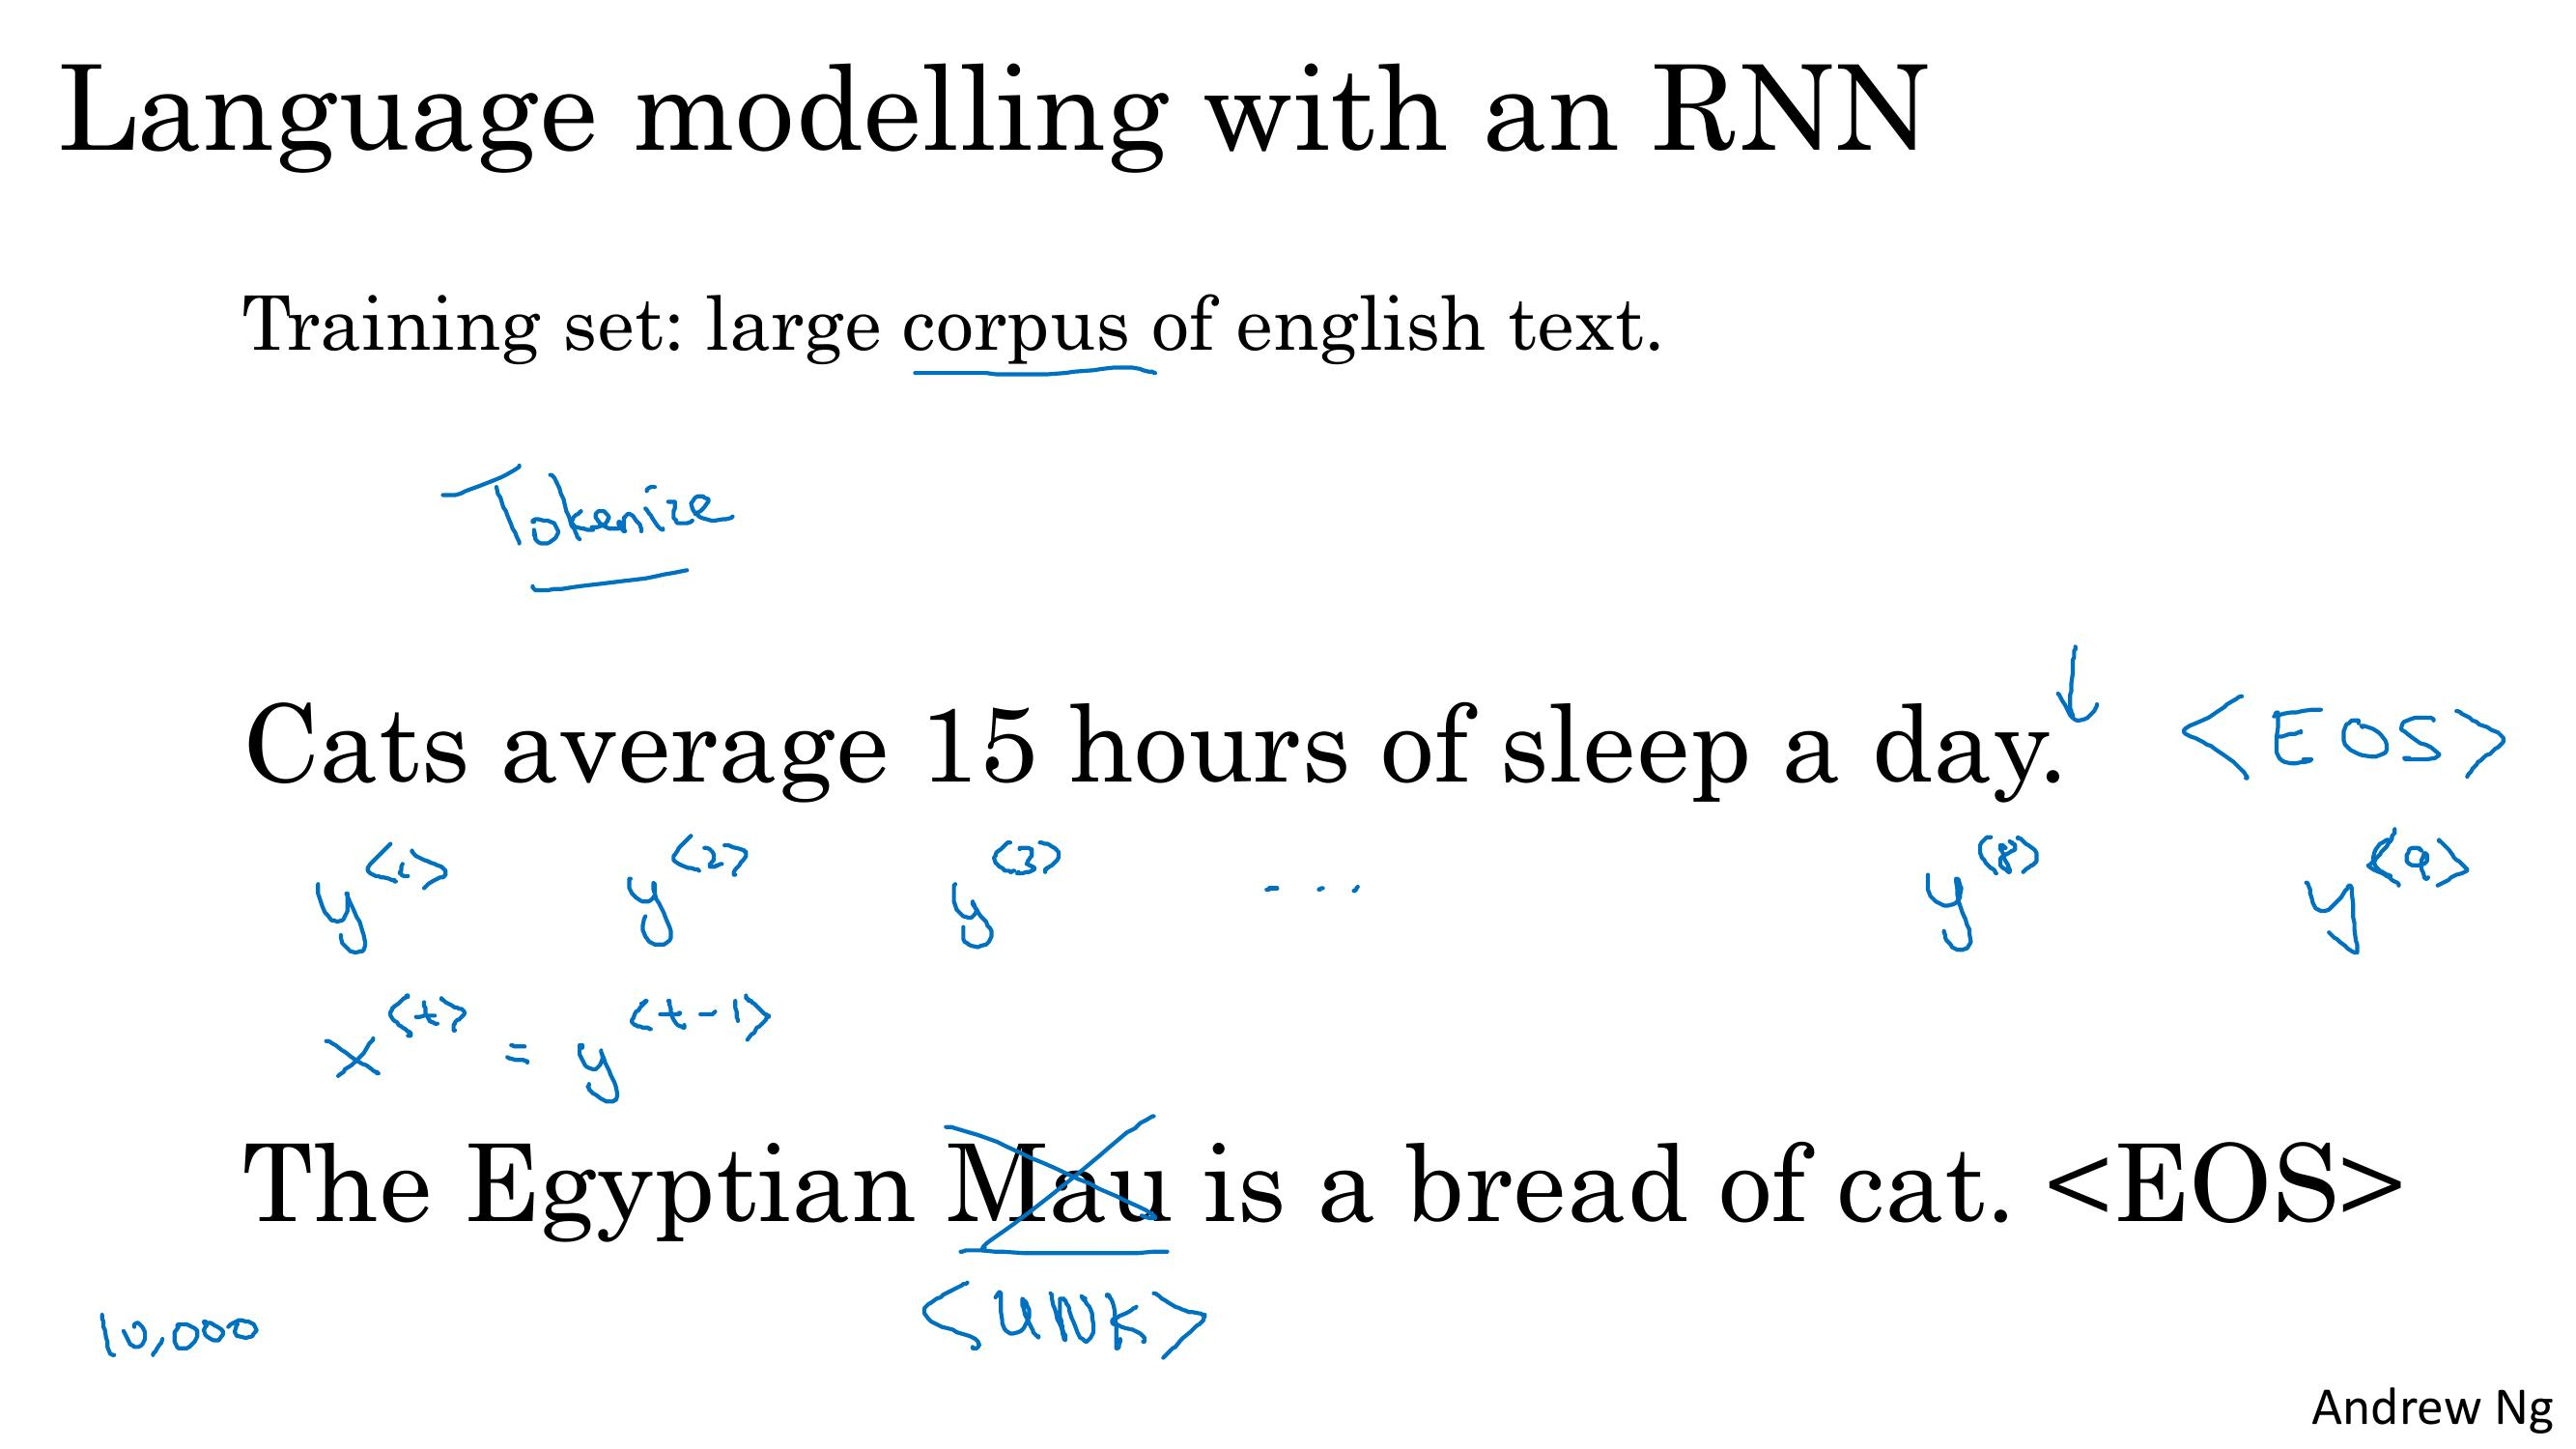 Language modelling with an RNN
Training set: large corpus of english text.
Tokenize
Cats average 15 hours of sleep a day. <EOS>
y<1> y<2> y<3> ... y<8> y<9>
x<t> = y<t-1>
The Egyptian Mau is a bread of cat. <EOS>
10,000 <UNK>
Andrew Ng